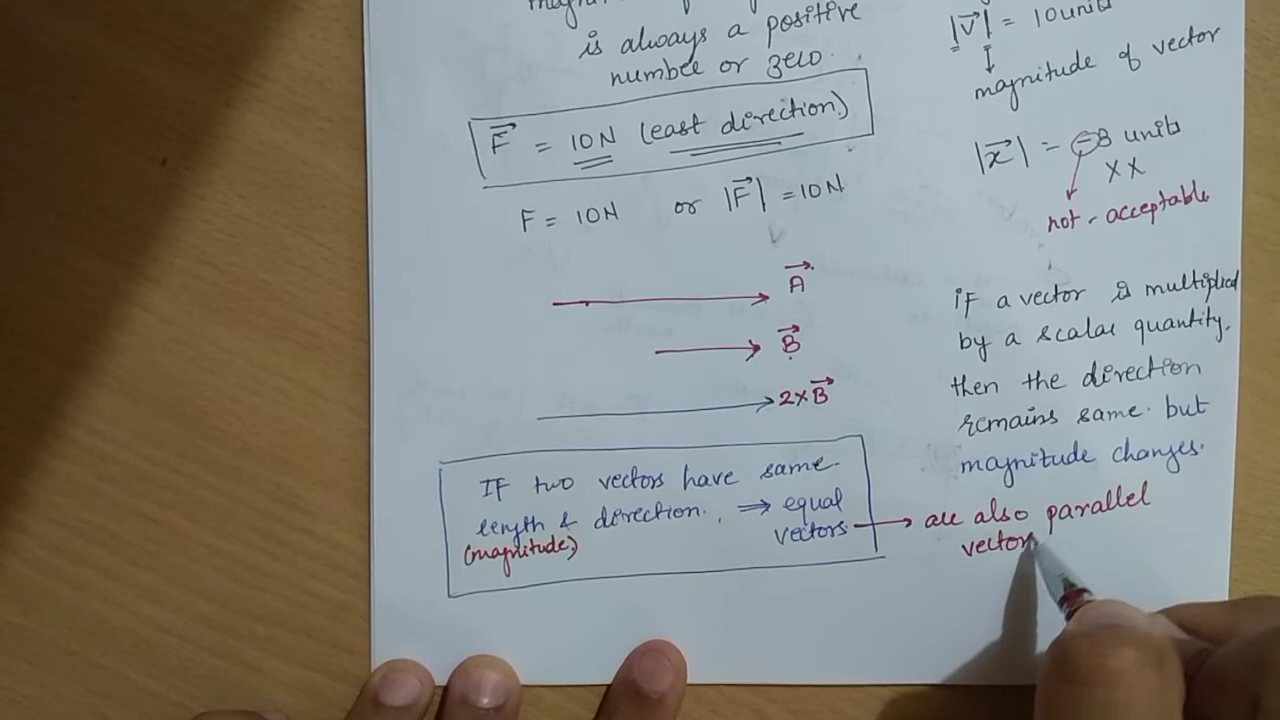 is always a positive
number or zero.
F = 10N (east direction)
F = 10N or |F| = 10N
A
B
2×B
IF two vectors have same
length & direction. ⇒ equal
(magnitude) vectors.
|V| = 10 units
magnitude of vector
|x| = -8 units
X X
not - acceptable
IF a vector is multiplied
by a scalar quantity,
then the direction
remains same. but
magnitude changes.
are also parallel
vectors